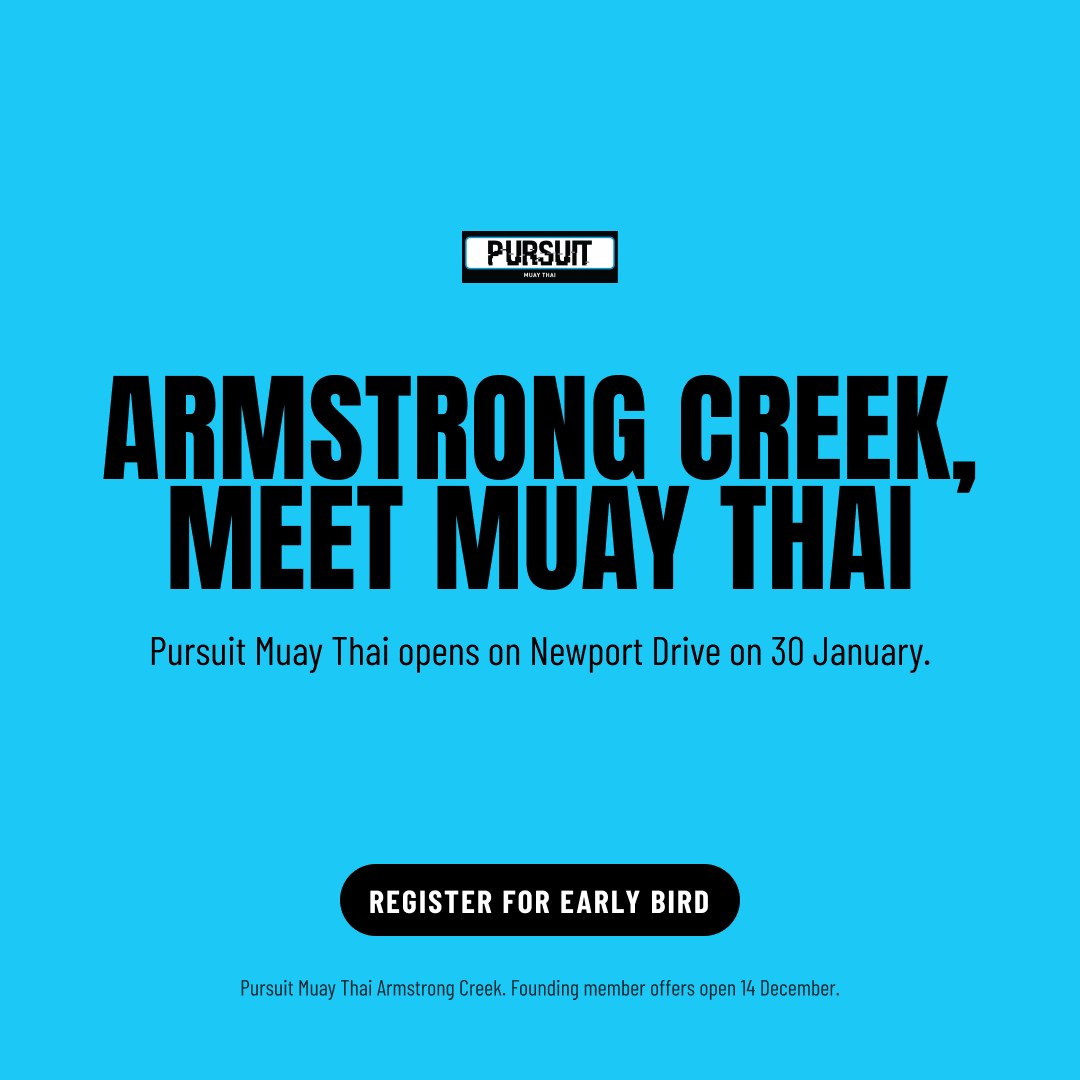 PURSUIT
MUAY THAI
ARMSTRONG CREEK,
MEET MUAY THAI
Pursuit Muay Thai opens on Newport Drive on 30 January.
REGISTER FOR EARLY BIRD
Pursuit Muay Thai Armstrong Creek. Founding member offers open 14 December.